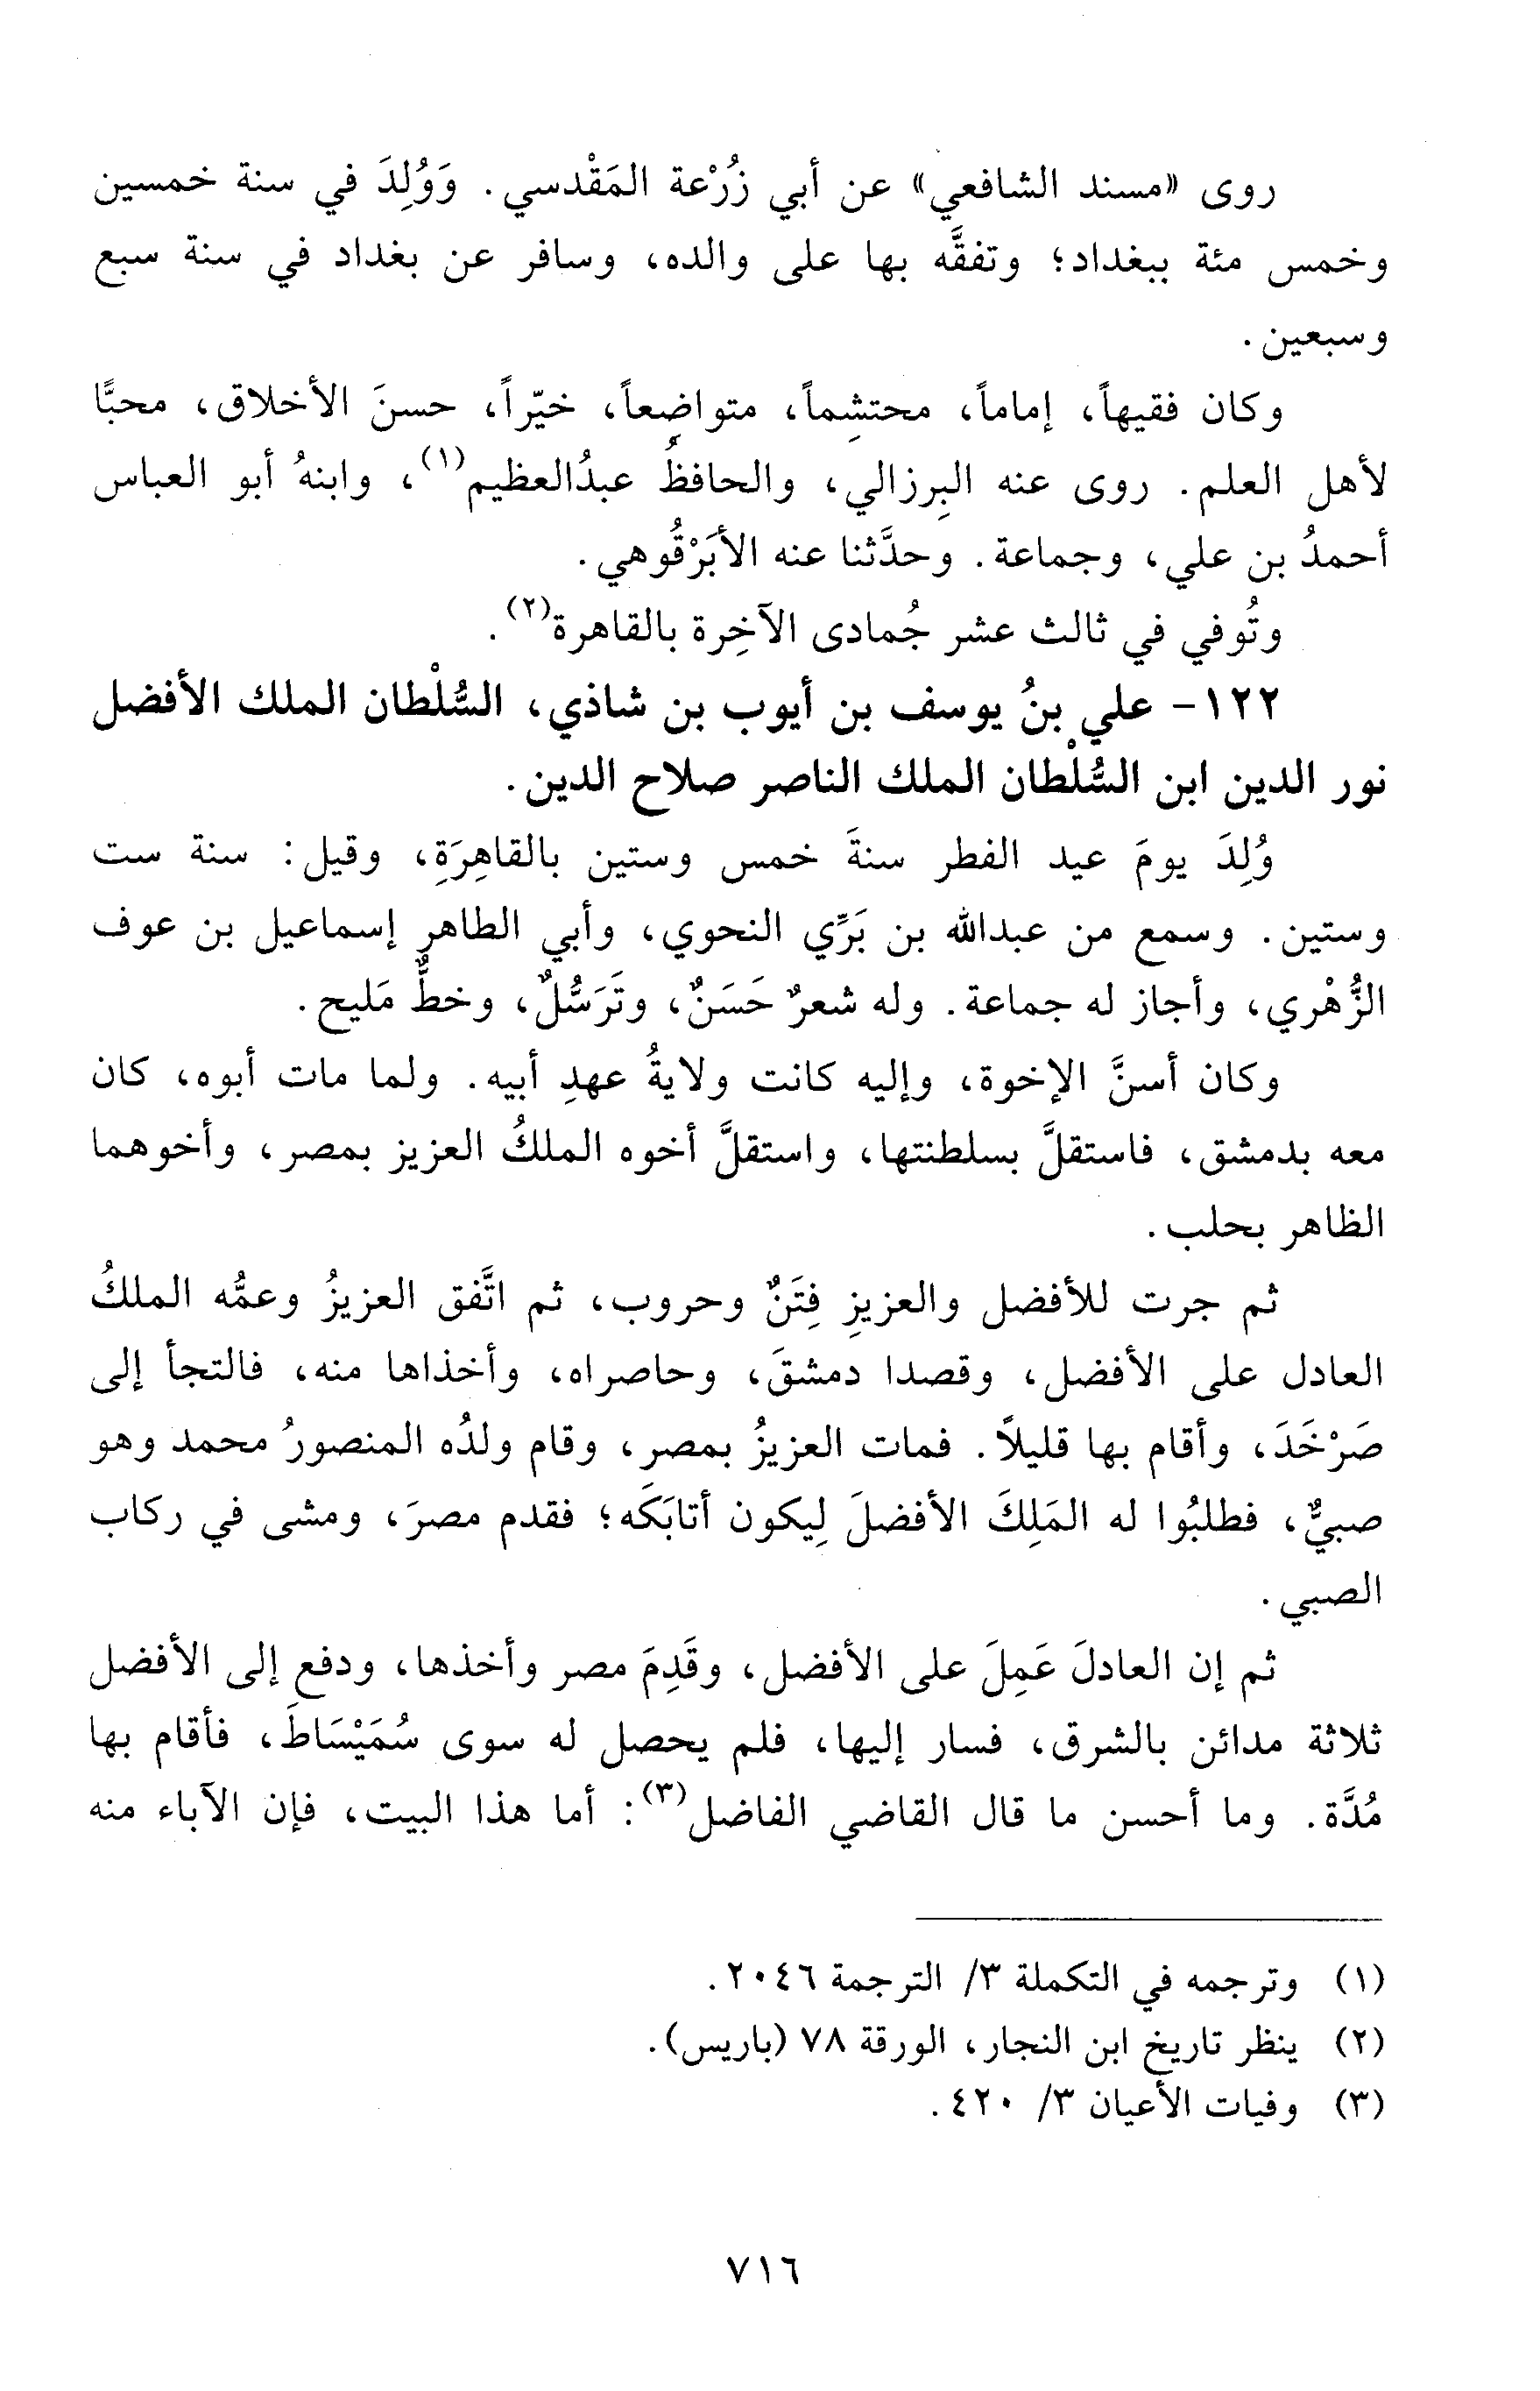 روى «مسند الشافعي» عن أبي زُرْعة المَقْدسي. وَوُلِدَ في سنة خمسين
وخمس مئة ببغداد؛ وتفقَّه بها على والده، وسافر عن بغداد في سنة سبع
وسبعين.
وكان فقيهاً، إماماً، محتشِماً، متواضِعاً، خيّراً، حسنَ الأخلاق، محبًّا
لأهل العلم. روى عنه البِرزالي، والحافظُ عبدُالعظيم(١)، وابنهُ أبو العباس
أحمدُ بن علي، وجماعة. وحدَّثنا عنه الأبَرْقُوهي.
وتُوفي في ثالث عشر جُمادى الآخِرة بالقاهرة(٢).
١٢٢- علي بنُ يوسف بن أيوب بن شاذي، السُّلْطان الملك الأفضل
نور الدين ابن السُّلْطان الملك الناصر صلاح الدين.
وُلِدَ يومَ عيد الفطر سنةَ خمس وستين بالقاهِرَةِ، وقيل: سنة ست
وستين. وسمع من عبدالله بن بَرِّي النحوي، وأبي الطاهر إسماعيل بن عوف
الزُّهْري، وأجاز له جماعة. وله شعرٌ حَسَنٌ، وتَرَسُّلٌ، وخطٌّ مَليح.
وكان أسنَّ الإخوة، وإليه كانت ولايةُ عهدِ أبيه. ولما مات أبوه، كان
معه بدمشق، فاستقلَّ بسلطنتها، واستقلَّ أخوه الملكُ العزيز بمصر، وأخوهما
الظاهر بحلب.
ثم جرت للأفضل والعزيزِ فِتَنٌ وحروب، ثم اتَّفق العزيزُ وعمُّه الملكُ
العادل على الأفضل، وقصدا دمشقَ، وحاصراه، وأخذاها منه، فالتجأ إلى
صَرْخَدَ، وأقام بها قليلاً. فمات العزيزُ بمصر، وقام ولدُه المنصورُ محمد وهو
صبيٌّ، فطلبُوا له المَلِكَ الأفضلَ لِيكون أتابَكَه؛ فقدم مصرَ، ومشى في ركاب
الصبي.
ثم إن العادلَ عَمِلَ على الأفضل، وقَدِمَ مصر وأخذها، ودفع إلى الأفضل
ثلاثة مدائن بالشرق، فسار إليها، فلم يحصل له سوى سُمَيْسَاطَ، فأقام بها
مُدَّة. وما أحسن ما قال القاضي الفاضل(٣): أما هذا البيت، فإن الآباء منه
(١) وترجمه في التكملة ٣/ الترجمة ٢٠٤٦.
(٢) ينظر تاريخ ابن النجار، الورقة ٧٨ (باريس).
(٣) وفيات الأعيان ٣/ ٤٢٠.
٧١٦